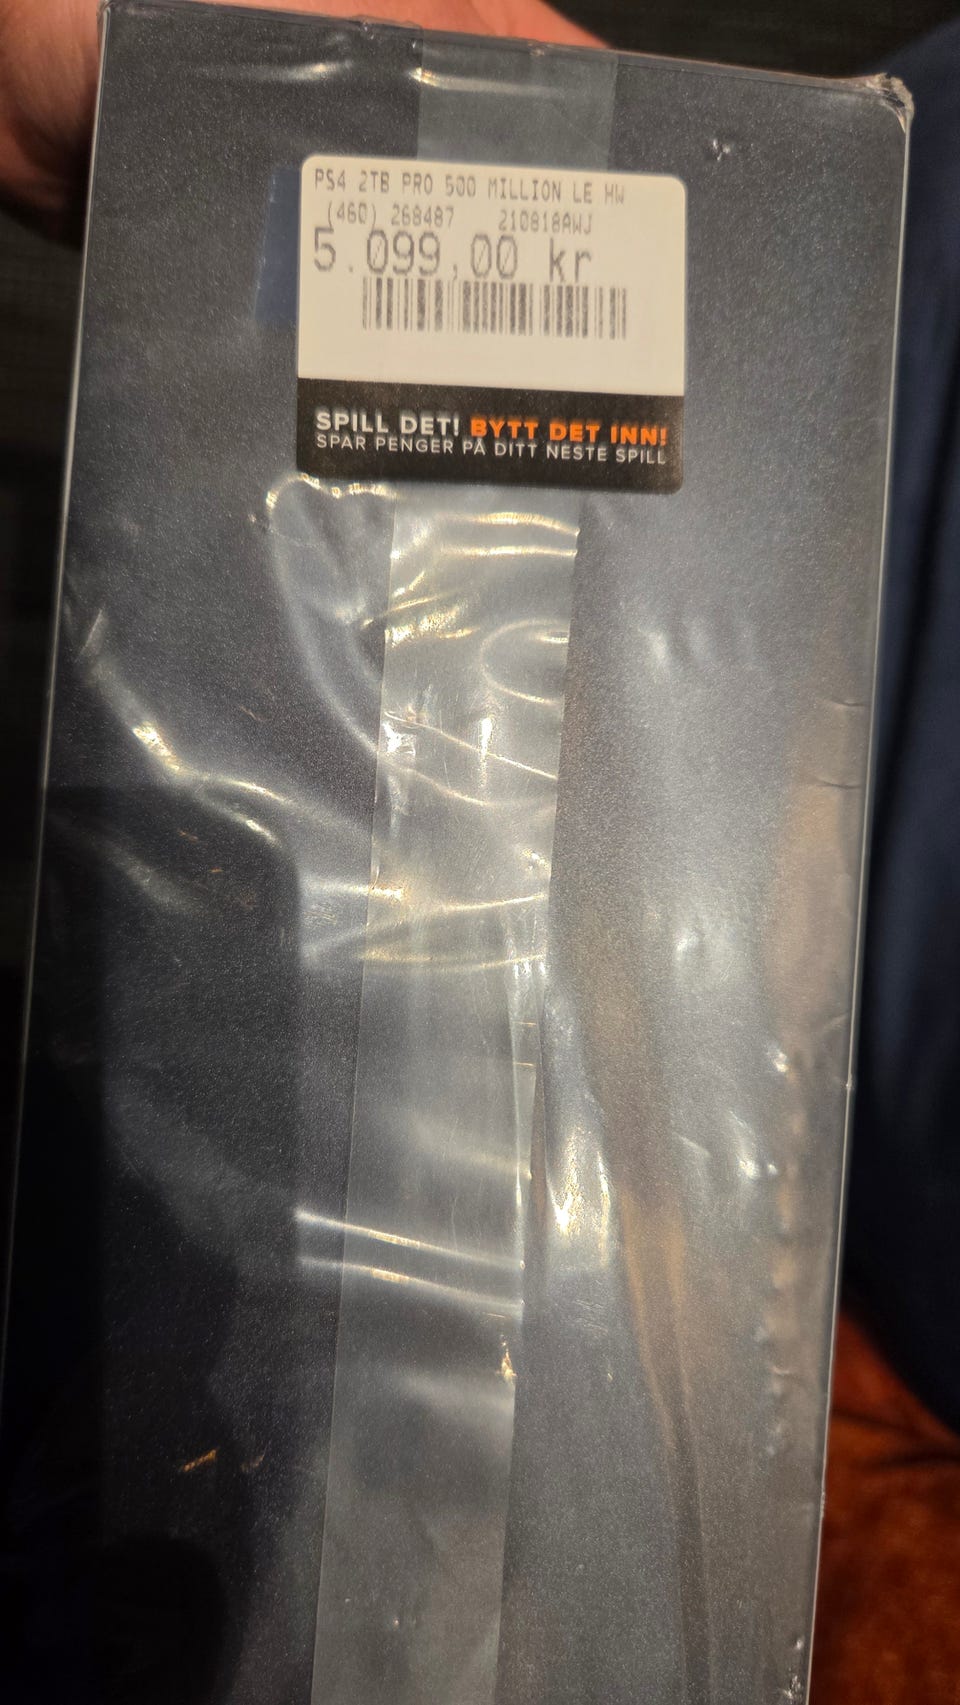 PS4 2TB PRO 500 MILLION LE HW
(460) 268487 210818AWJ
5.099,00 kr
SPILL DET! BYTT DET INN!
SPAR PENGER PÅ DITT NESTE SPILL